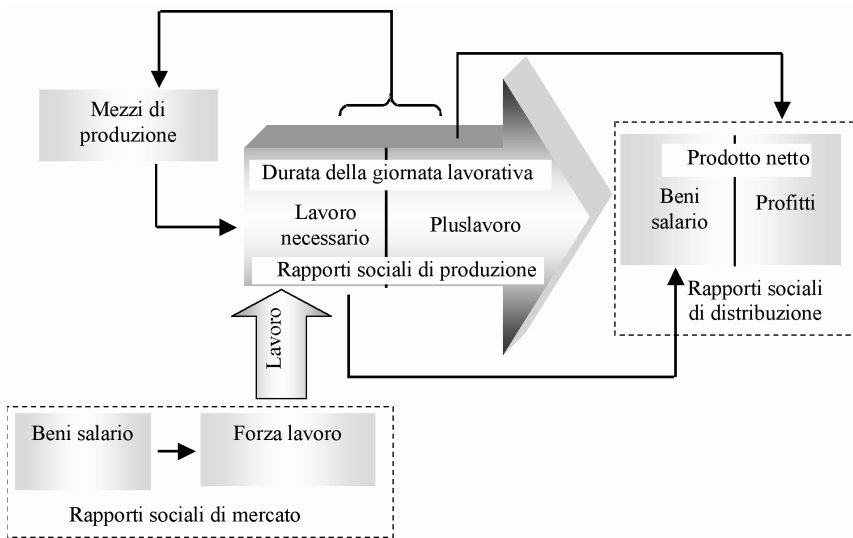 Mezzi di
produzione
Durata della giornata lavorativa
Lavoro
necessario
Pluslavoro
Rapporti sociali di produzione
Prodotto netto
Beni
salario
Profitti
Rapporti sociali
di distribuzione
Lavoro
Beni salario
Forza lavoro
Rapporti sociali di mercato